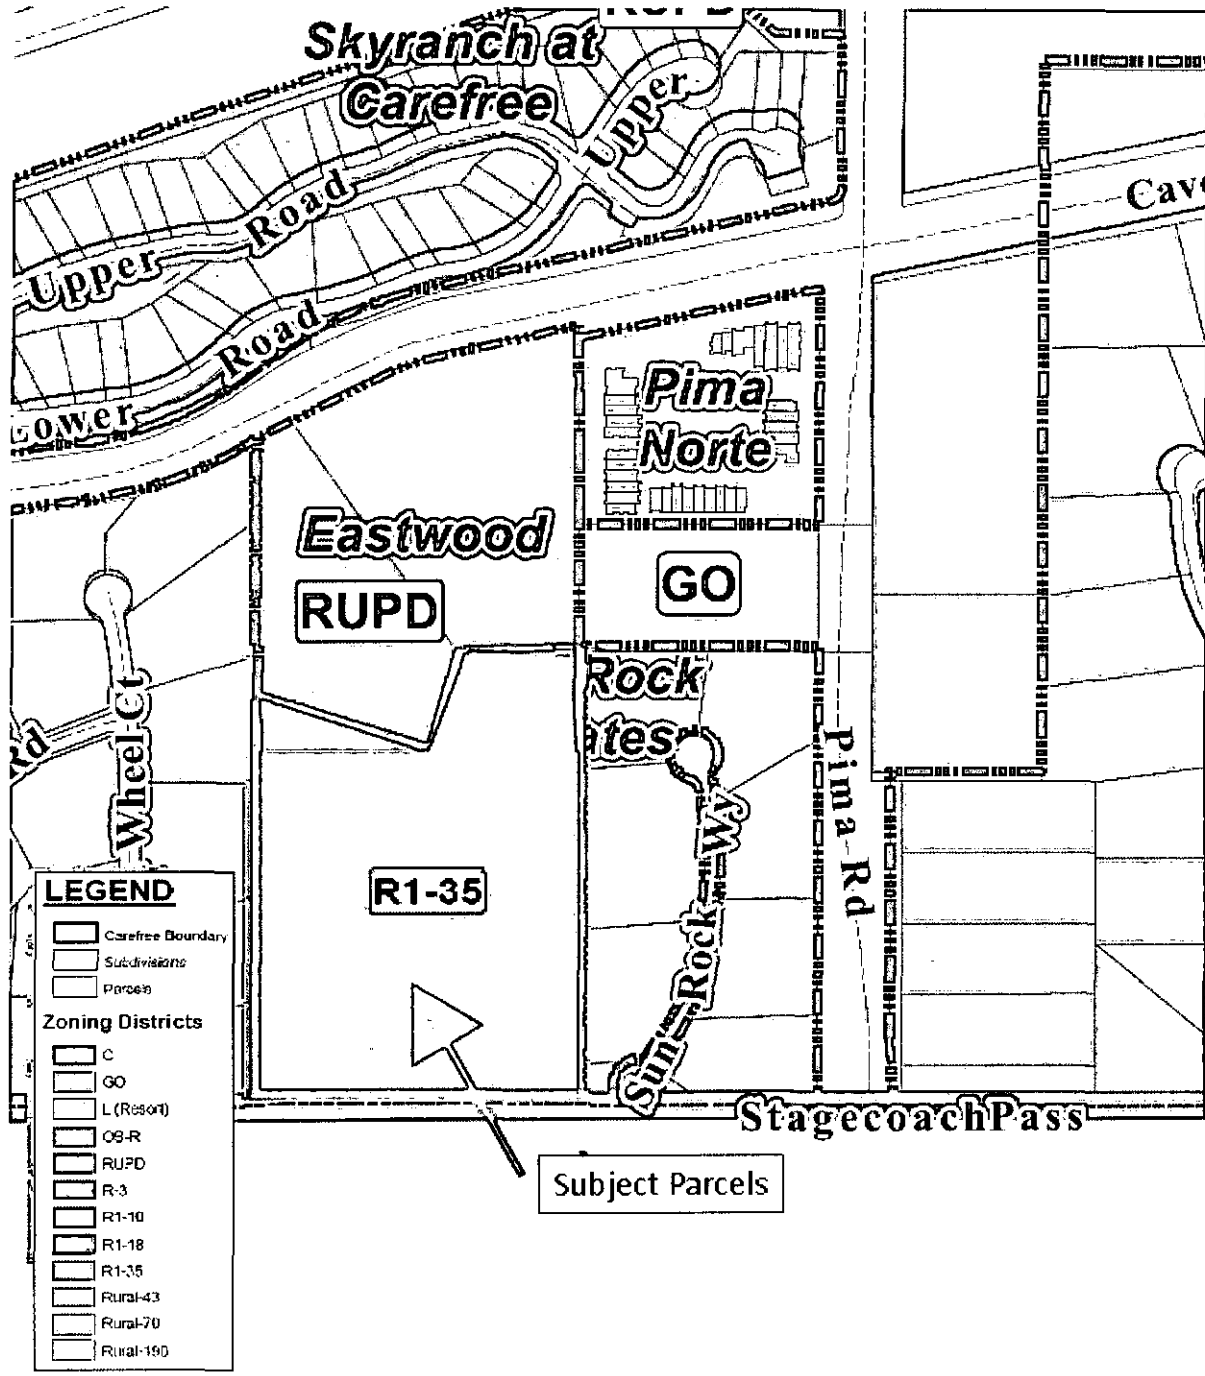 Skyranch at
Carefree
Upper
Cave
Upper Road
Lower Road
Pima
Norte
Eastwood
RUPD
GO
Rock
ates
Rd
Wheel Ct
Pima Rd
R1-35
Sun Rock Wy
StagecoachPass
Subject Parcels
LEGEND
Carefree Boundary
Subdivisions
Parcels
Zoning Districts
C
GO
L (Resort)
OS-R
RUPD
R-3
R1-10
R1-18
R1-35
Rural-43
Rural-70
Rural-190